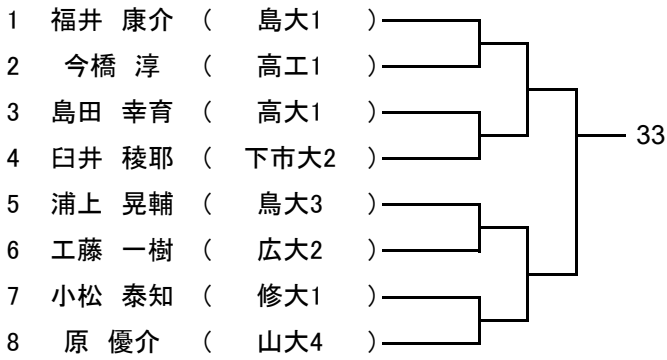 1 福井 康介 ( 島大1 )
2 今橋 淳 ( 高工1 )
3 島田 幸育 ( 高大1 )
4 臼井 稜耶 ( 下市大2 )
33
5 浦上 晃輔 ( 鳥大3 )
6 工藤 一樹 ( 広大2 )
7 小松 泰知 ( 修大1 )
8 原 優介 ( 山大4 )